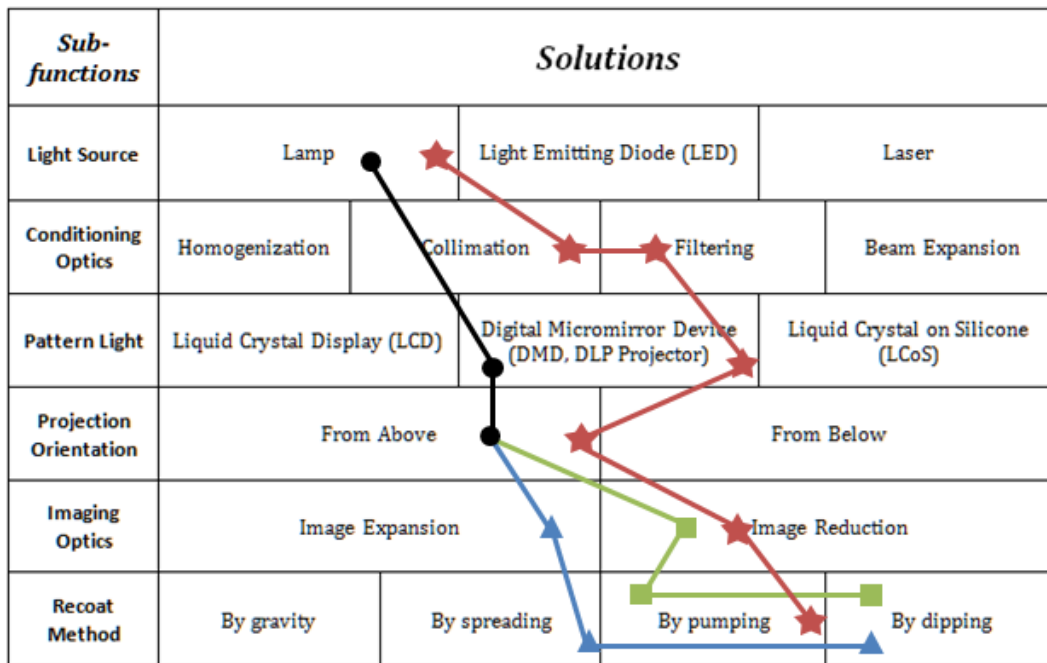 Sub-
functions
Solutions
Light Source
Lamp
Light Emitting Diode (LED)
Laser
Conditioning
Optics
Homogenization
Collimation
Filtering
Beam Expansion
Pattern Light
Liquid Crystal Display (LCD)
Digital Micromirror Device
(DMD, DLP Projector)
Liquid Crystal on Silicone
(LCoS)
Projection
Orientation
From Above
From Below
Imaging
Optics
Image Expansion
Image Reduction
Recoat
Method
By gravity
By spreading
By pumping
By dipping